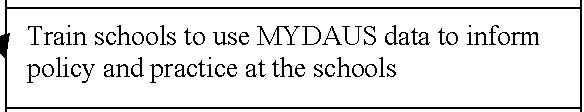 Train schools to use MYDAUS data to inform
policy and practice at the schools